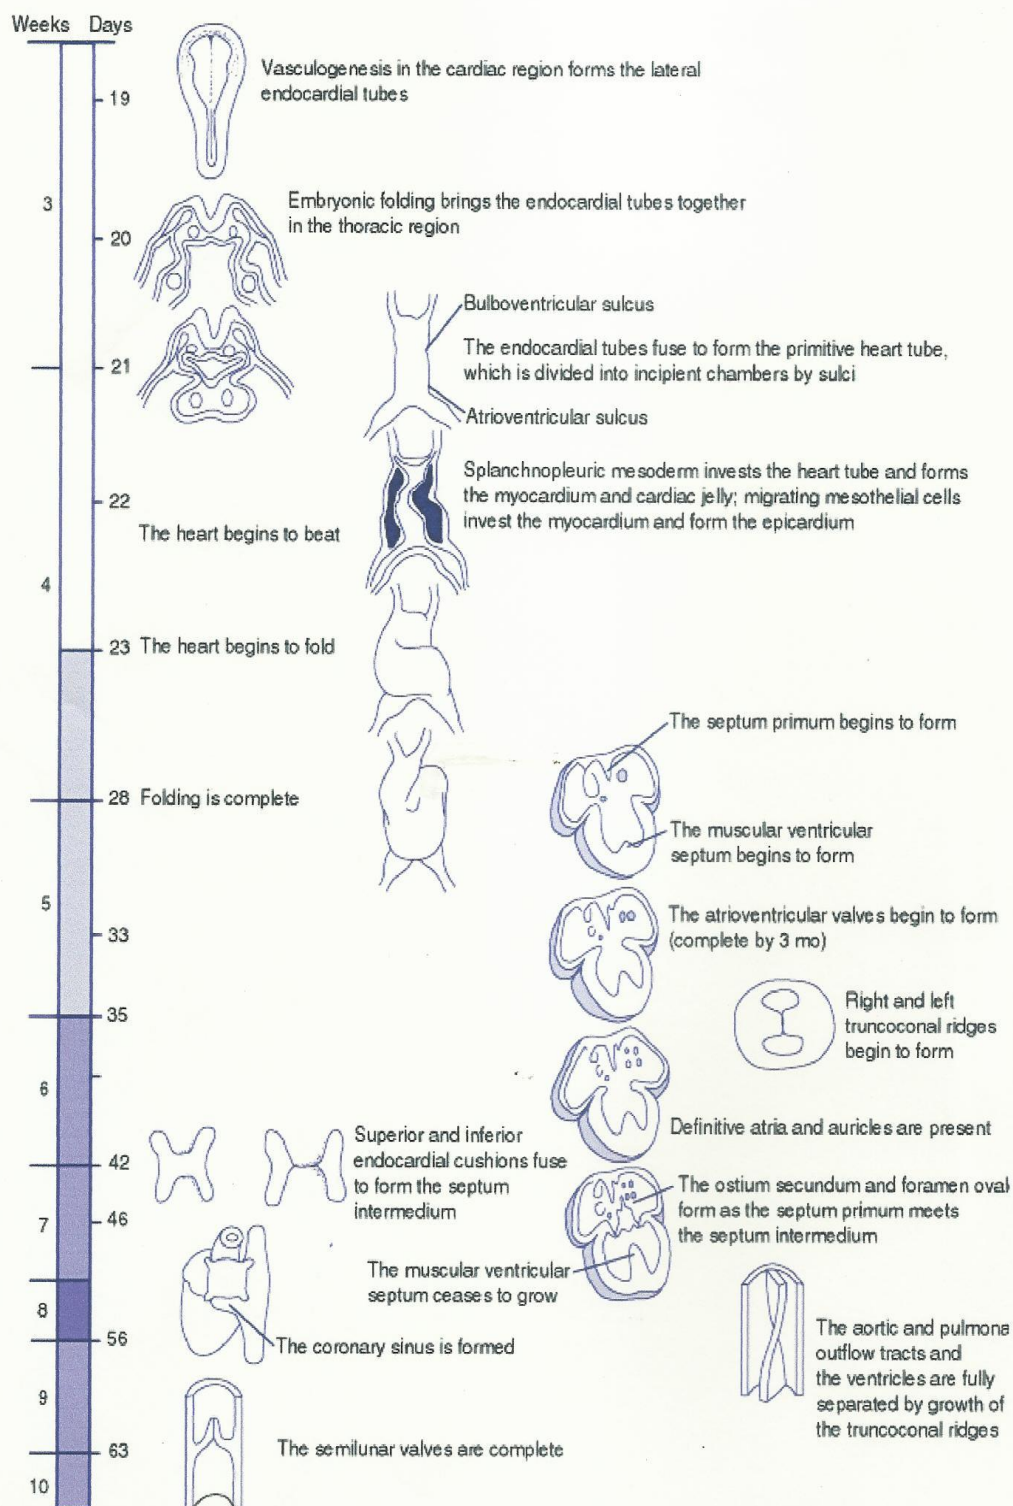 Weeks Days
Vasculogenesis in the cardiac region forms the lateral
endocardial tubes
19
3
Embryonic folding brings the endocardial tubes together
in the thoracic region
20
Bulboventricular sulcus
The endocardial tubes fuse to form the primitive heart tube,
which is divided into incipient chambers by sulci
21
Atrioventricular sulcus
Splanchnopleuric mesoderm invests the heart tube and forms
the myocardium and cardiac jelly; migrating mesothelial cells
invest the myocardium and form the epicardium
22
The heart begins to beat
4
23 The heart begins to fold
The septum primum begins to form
28 Folding is complete
The muscular ventricular
septum begins to form
5
The atrioventricular valves begin to form
(complete by 3 mo)
33
Right and left
truncoconal ridges
begin to form
35
6
Definitive atria and auricles are present
Superior and inferior
endocardial cushions fuse
to form the septum
intermedium
42
The ostium secundum and foramen oval
form as the septum primum meets
the septum intermedium
7
46
The muscular ventricular
septum ceases to grow
8
56
The coronary sinus is formed
The aortic and pulmona
outflow tracts and
the ventricles are fully
separated by growth of
the truncoconal ridges
9
63
The semilunar valves are complete
10